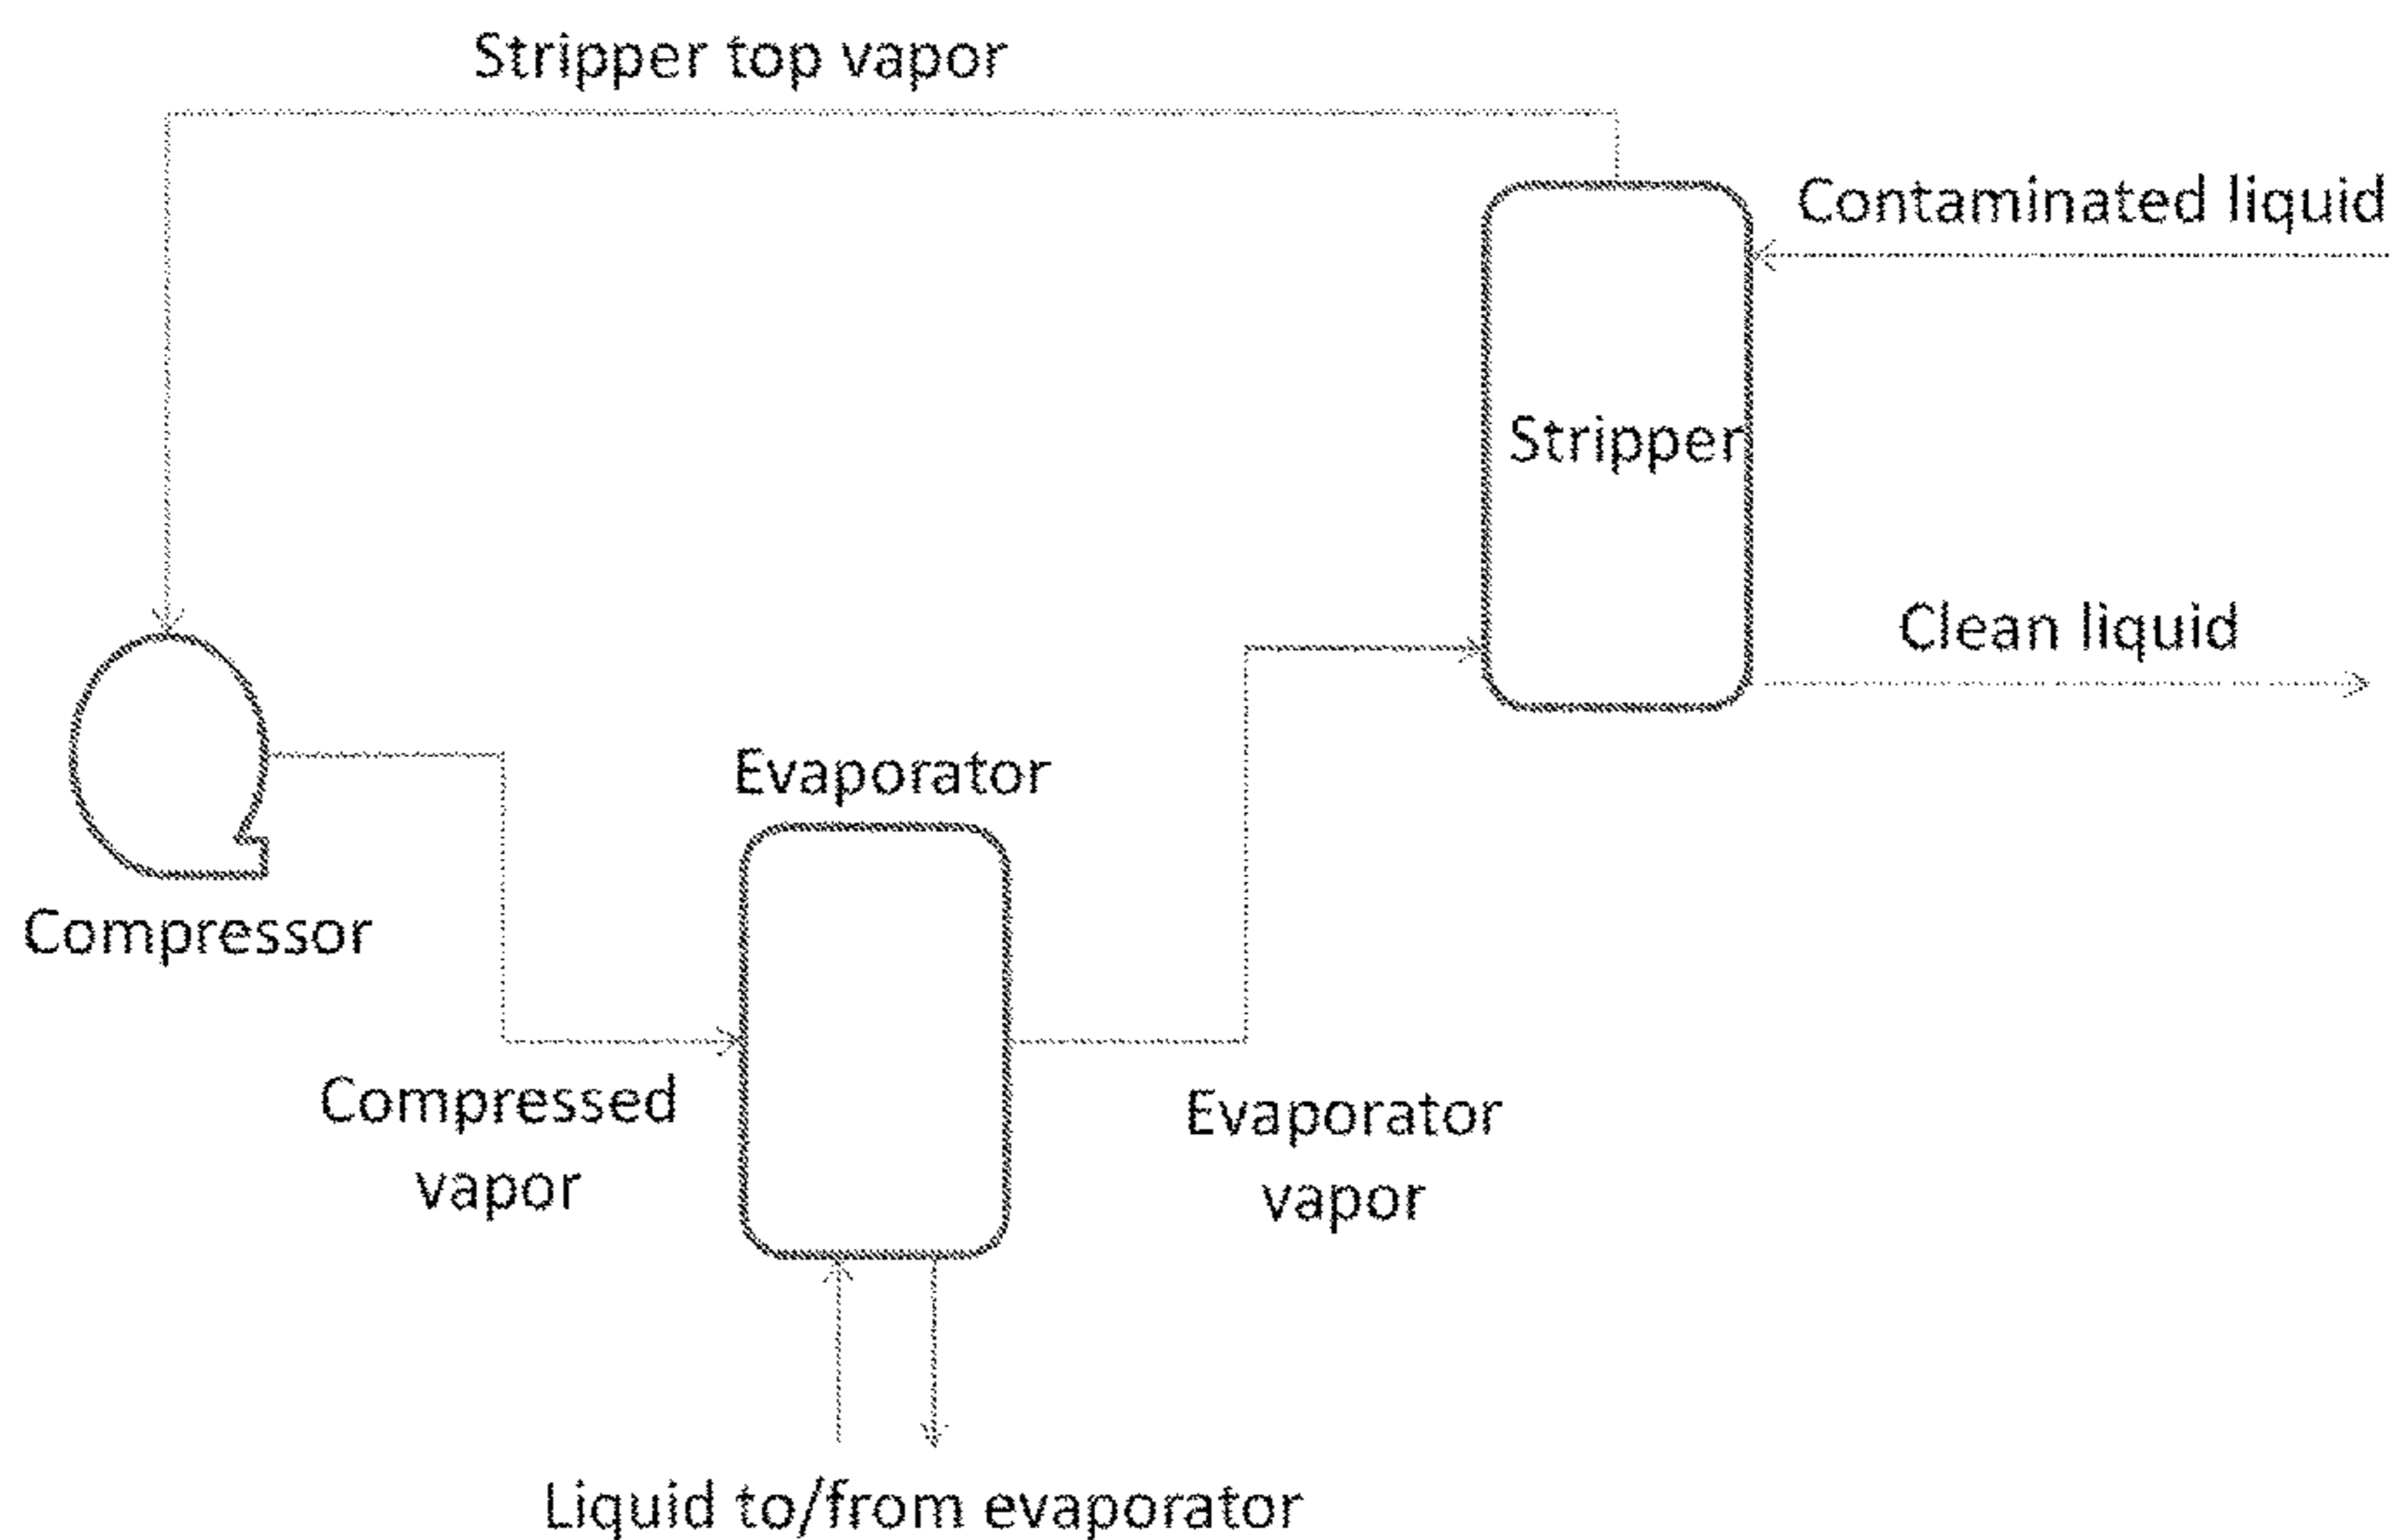 Stripper top vapor
Contaminated liquid
Stripper
Clean liquid
Evaporator
Compressor
Compressed
vapor
Evaporator
vapor
Liquid to/from evaporator